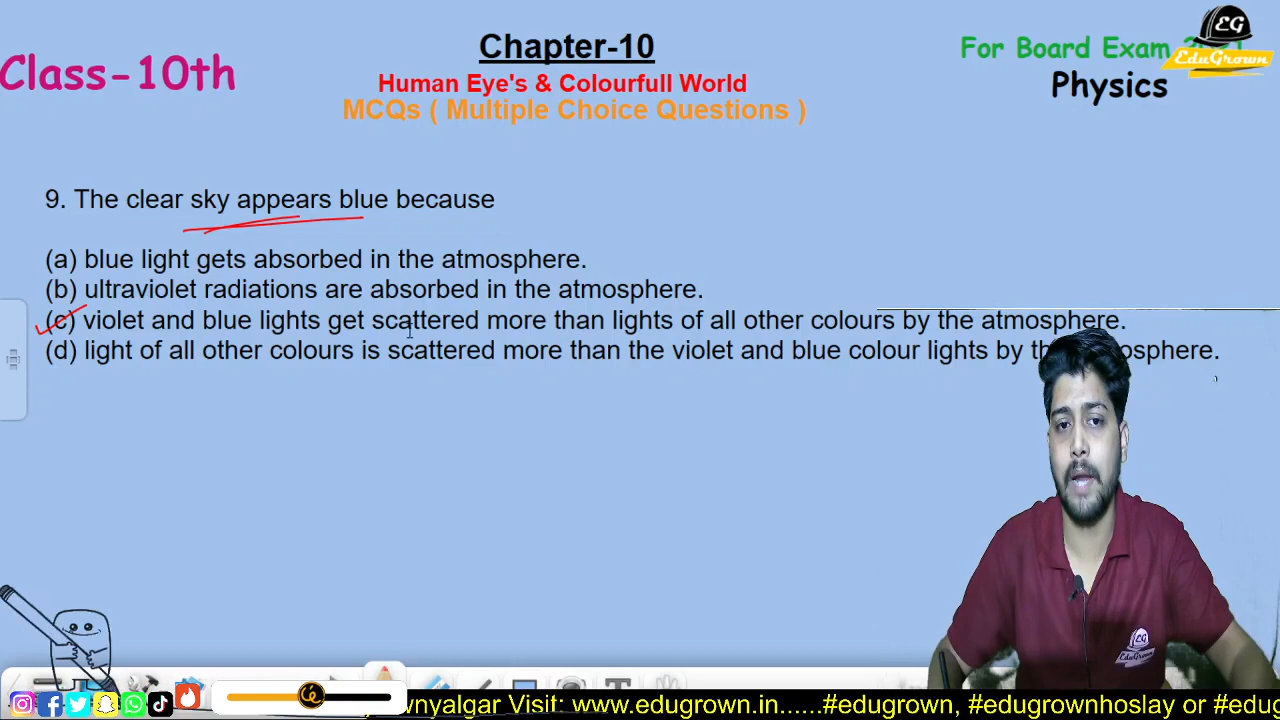 Class-10th
Chapter-10
Human Eye's & Colourfull World
MCQs ( Multiple Choice Questions )
For Board Exam
Physics
EG
EduGrown
9. The clear sky appears blue because
(a) blue light gets absorbed in the atmosphere.
(b) ultraviolet radiations are absorbed in the atmosphere.
(c) violet and blue lights get scattered more than lights of all other colours by the atmosphere.
(d) light of all other colours is scattered more than the violet and blue colour lights by
EG
EduGrown
Visit: www.edugrown.in......#edugrown, #edugrownhoslay or